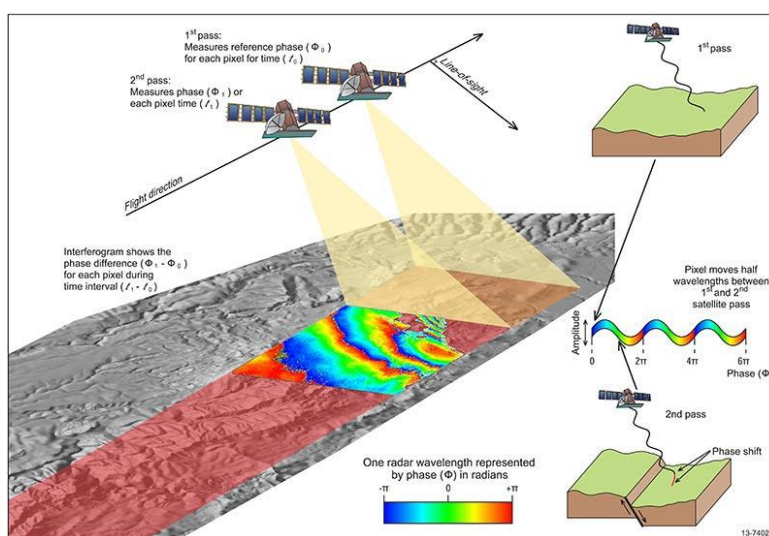 1st pass:
Measures reference phase (Φ0)
for each pixel for time (t0)
2nd pass:
Measures phase (Φ1) or
each pixel time (t1)
Line-of-sight
Flight direction
1st pass
Interferogram shows the
phase difference (Φ1 - Φ0)
for each pixel during
time interval (t1 - t0)
Pixel moves half
wavelengths between
1st and 2nd
satellite pass
Amplitude
0 2π 4π 6π
Phase (Φ)
2nd pass
Phase shift
One radar wavelength represented
by phase (Φ) in radians
-π 0 +π
13-7402